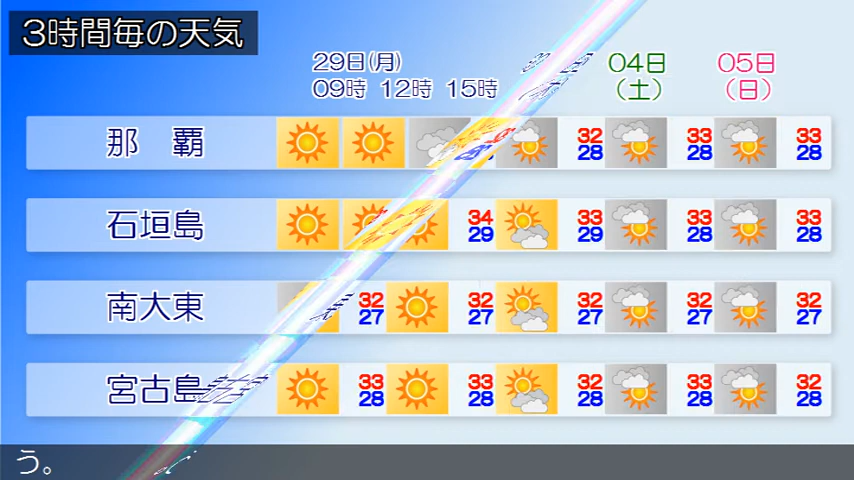 3時間毎の天気
29日(月)
09時 12時 15時
04日
(土)
05日
(日)
那 覇 32 28 33 28 33 28
石垣島 34 29 33 29 33 28 33 28
南大東 32 27 32 27 32 27 32 27 32 27
宮古島 33 28 33 28 32 28 33 28 32 28
う。